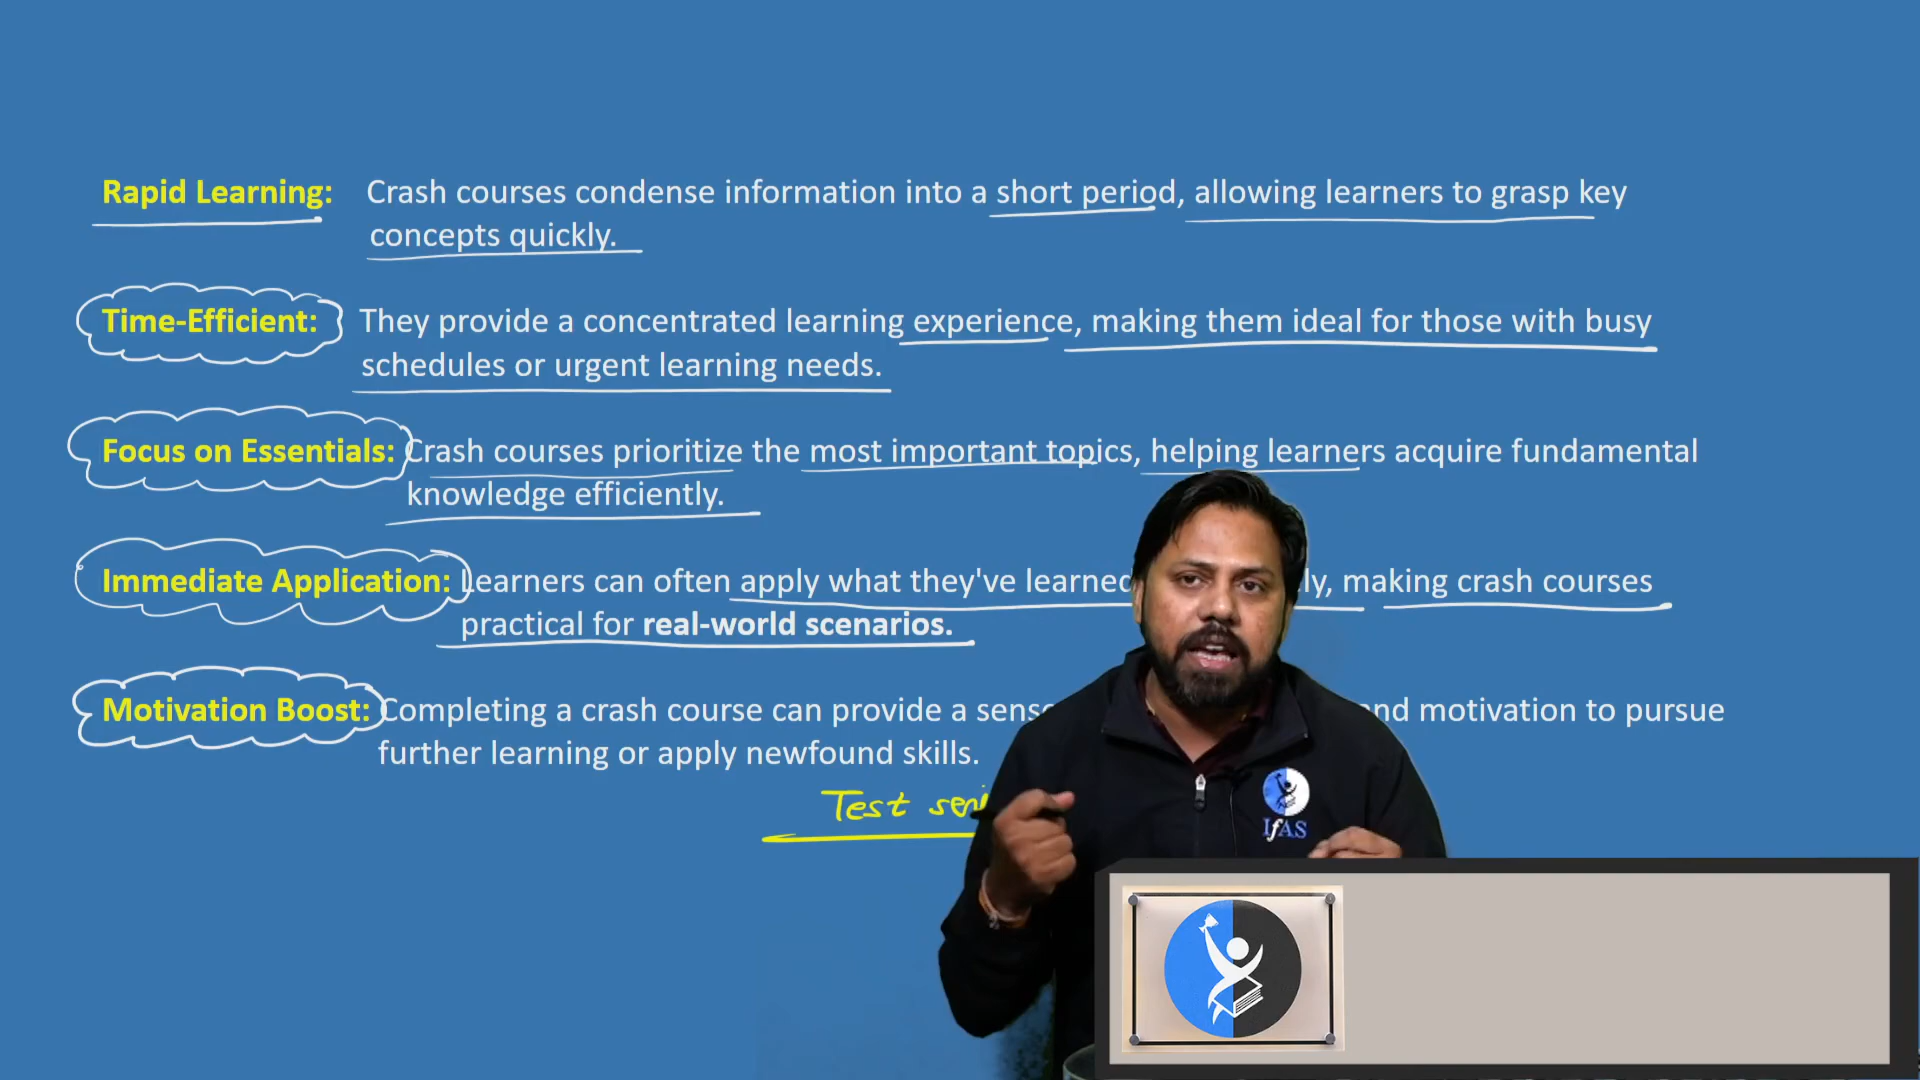 Rapid Learning: Crash courses condense information into a short period, allowing learners to grasp key
concepts quickly.
Time-Efficient: They provide a concentrated learning experience, making them ideal for those with busy
schedules or urgent learning needs.
Focus on Essentials: Crash courses prioritize the most important topics, helping learners acquire fundamental
knowledge efficiently.
Immediate Application: Learners can often apply what they've learned making crash courses
practical for real-world scenarios.
Motivation Boost: Completing a crash course can provide a and motivation to pursue
further learning or apply newfound skills.
Test
IfAS